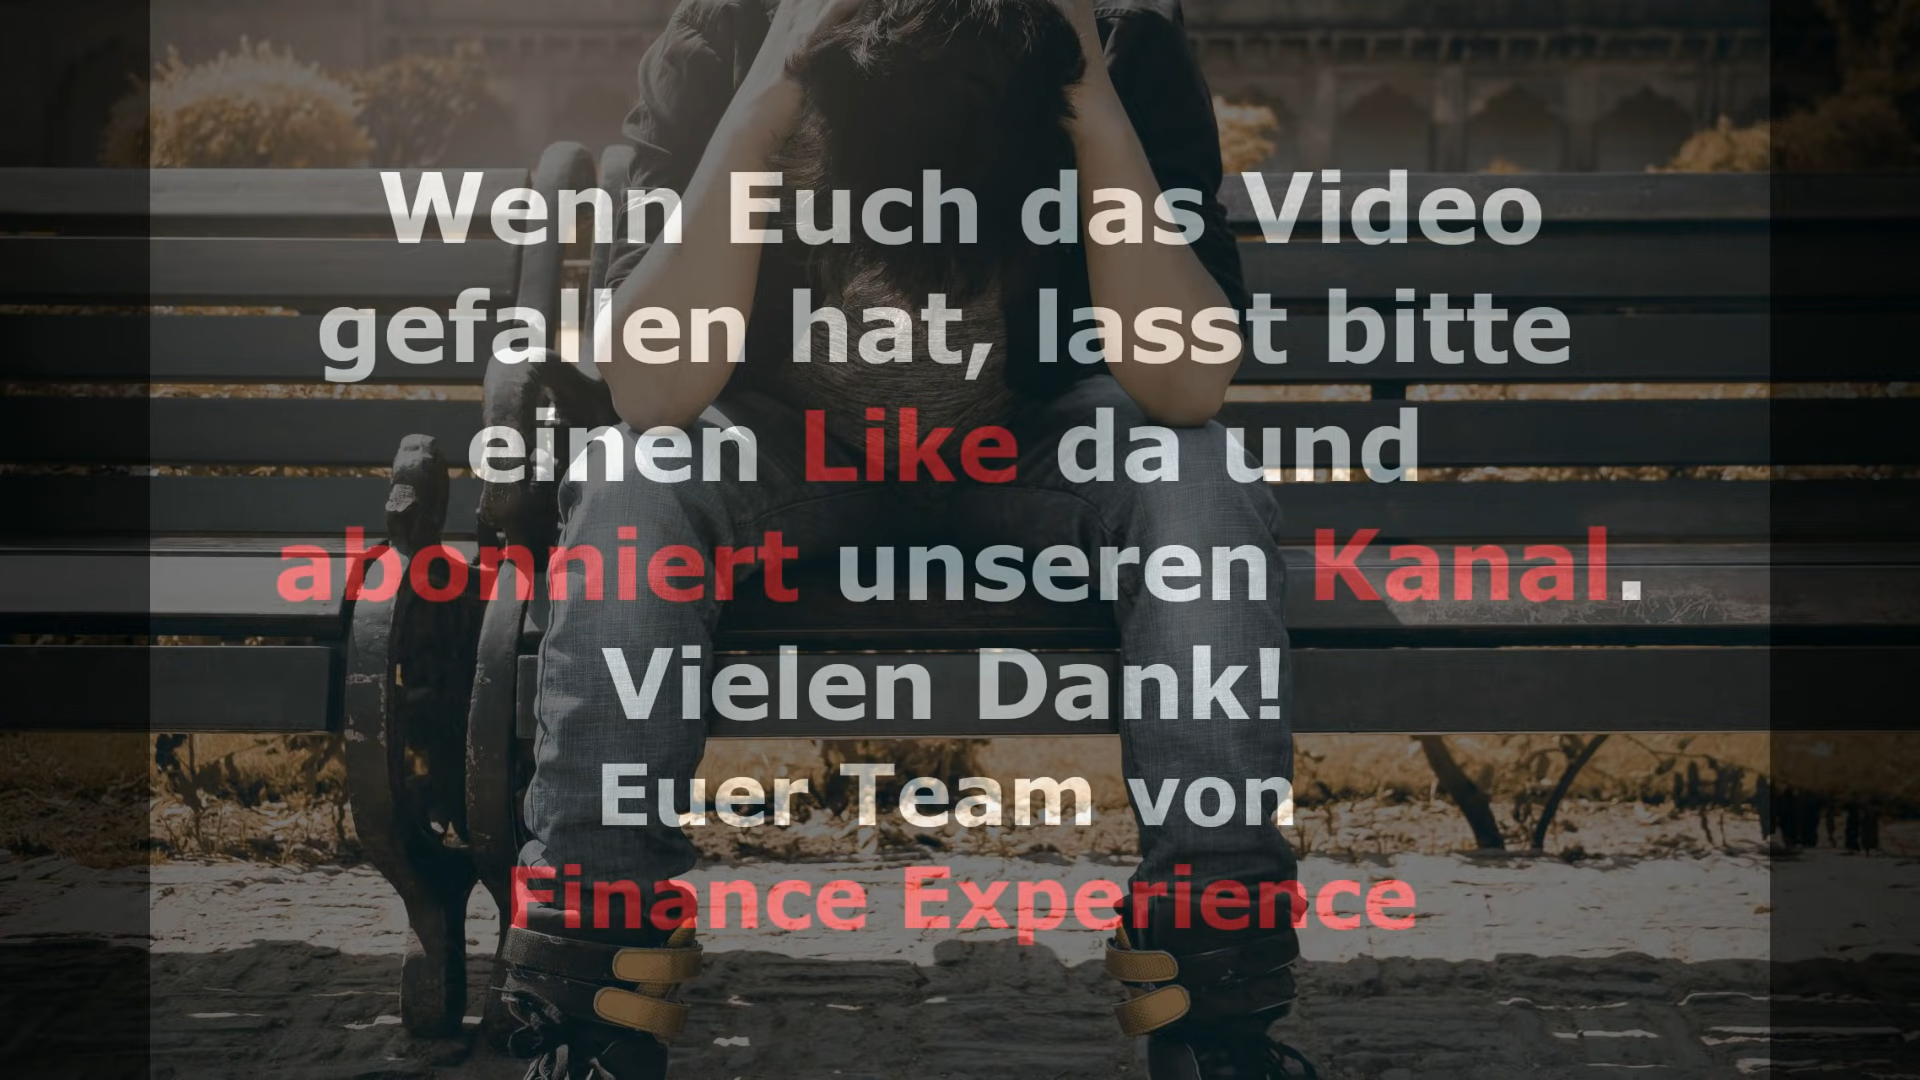 Wenn Euch das Video
gefallen hat, lasst bitte
einen Like da und
abonniert unseren Kanal.
Vielen Dank!
Euer Team von
Finance Experience